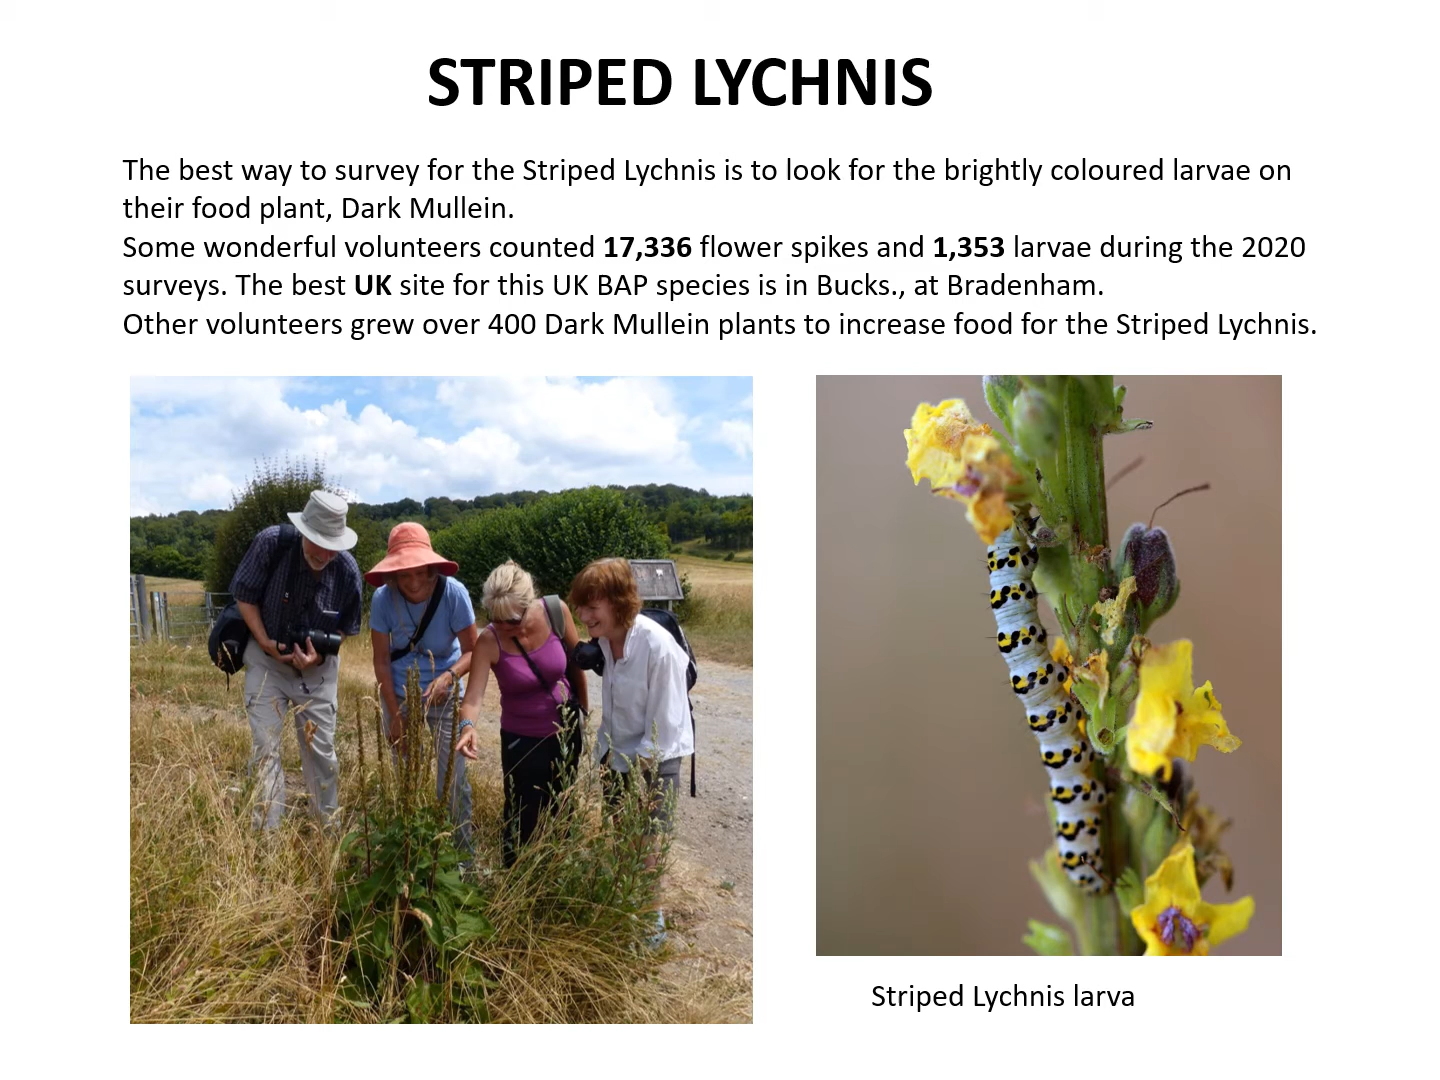 STRIPED LYCHNIS
The best way to survey for the Striped Lychnis is to look for the brightly coloured larvae on
their food plant, Dark Mullein.
Some wonderful volunteers counted 17,336 flower spikes and 1,353 larvae during the 2020
surveys. The best UK site for this UK BAP species is in Bucks., at Bradenham.
Other volunteers grew over 400 Dark Mullein plants to increase food for the Striped Lychnis.
Striped Lychnis larva